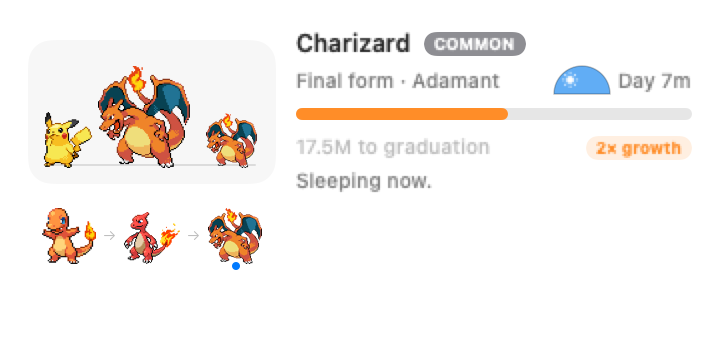 Charizard COMMON
Final form · Adamant Day 7m
17.5M to graduation 2× growth
Sleeping now.